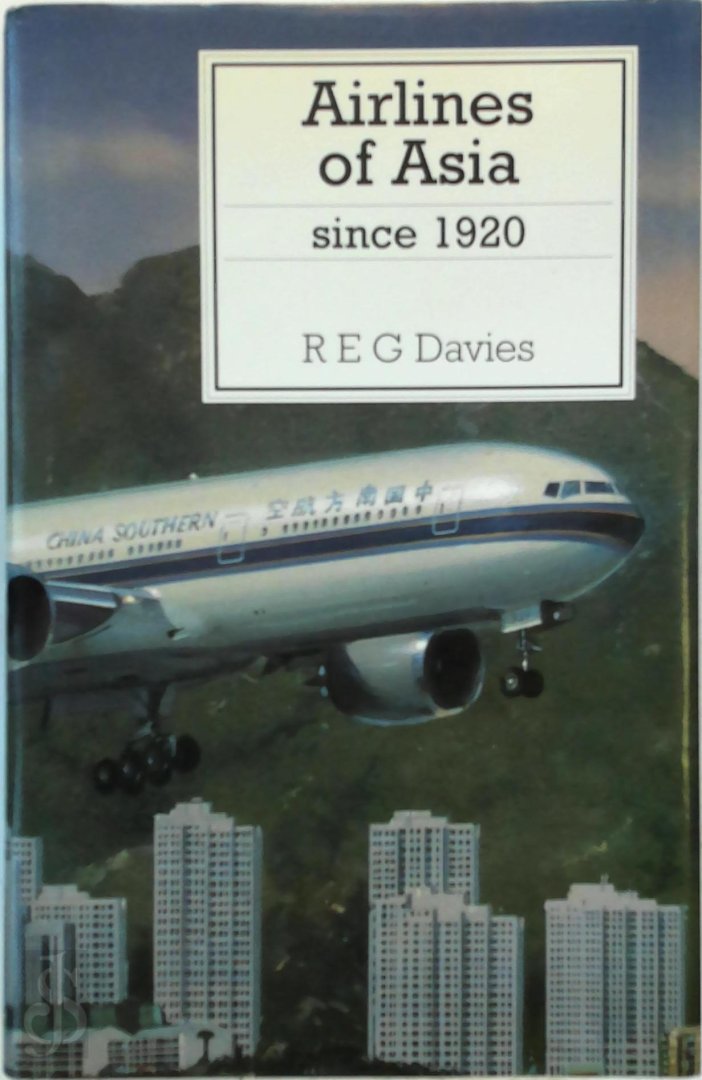 Airlines
of Asia
since 1920
R E G Davies
CHINA SOUTHERN 空航方南国中